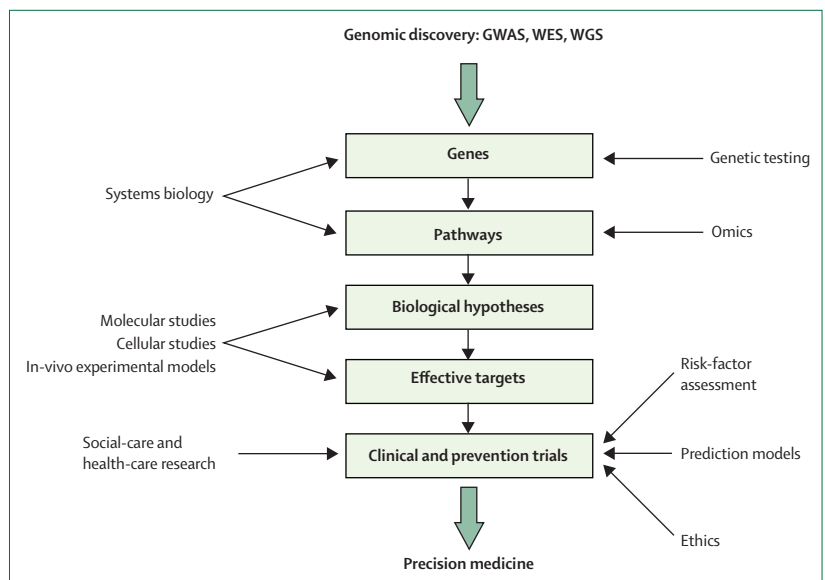 Genomic discovery: GWAS, WES, WGS
Genes
Genetic testing
Systems biology
Pathways
Omics
Biological hypotheses
Molecular studies
Cellular studies
In-vivo experimental models
Effective targets
Risk-factor
assessment
Social-care and
health-care research
Clinical and prevention trials
Prediction models
Ethics
Precision medicine